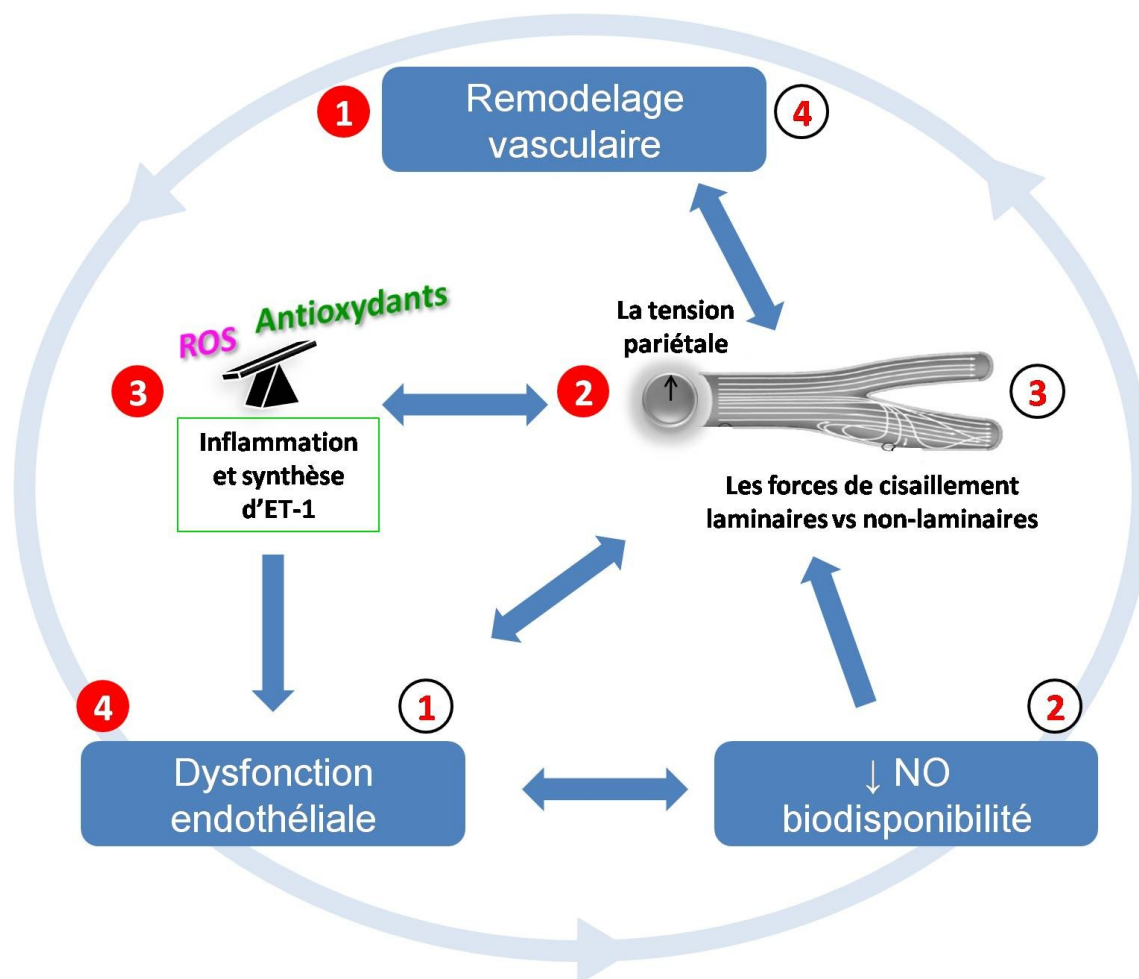 1
Remodelage
vasculaire
4
ROS Antioxydants
La tension
pariétale
3
2
3
Inflammation
et synthèse
d'ET-1
Les forces de cisaillement
laminaires vs non-laminaires
4
1
2
Dysfonction
endothéliale
↓ NO
biodisponibilité